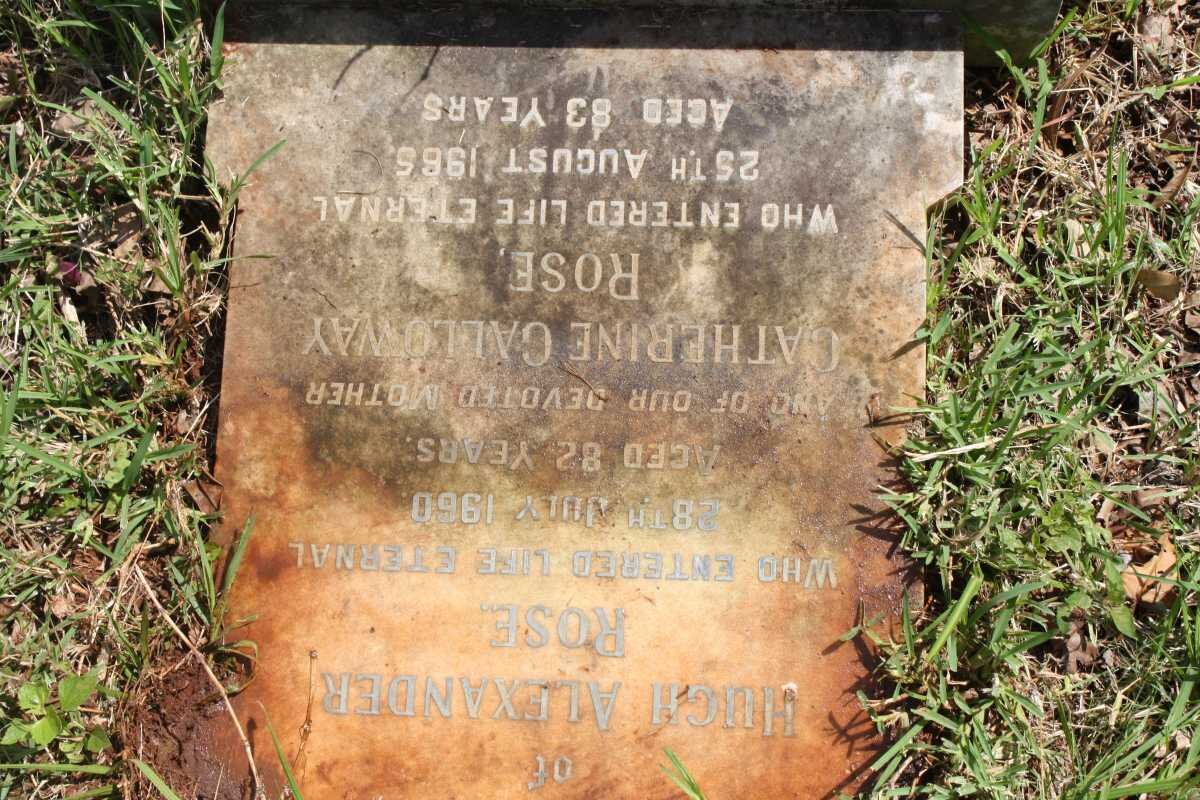 of
HUGH ALEXANDER
ROSE,
WHO ENTERED LIFE ETERNAL
28TH JULY 1960
AGED 82 YEARS.
AND OF OUR DEVOTED MOTHER
CATHERINE GALLOWAY
ROSE,
WHO ENTERED LIFE ETERNAL
25TH AUGUST 1965
AGED 83 YEARS